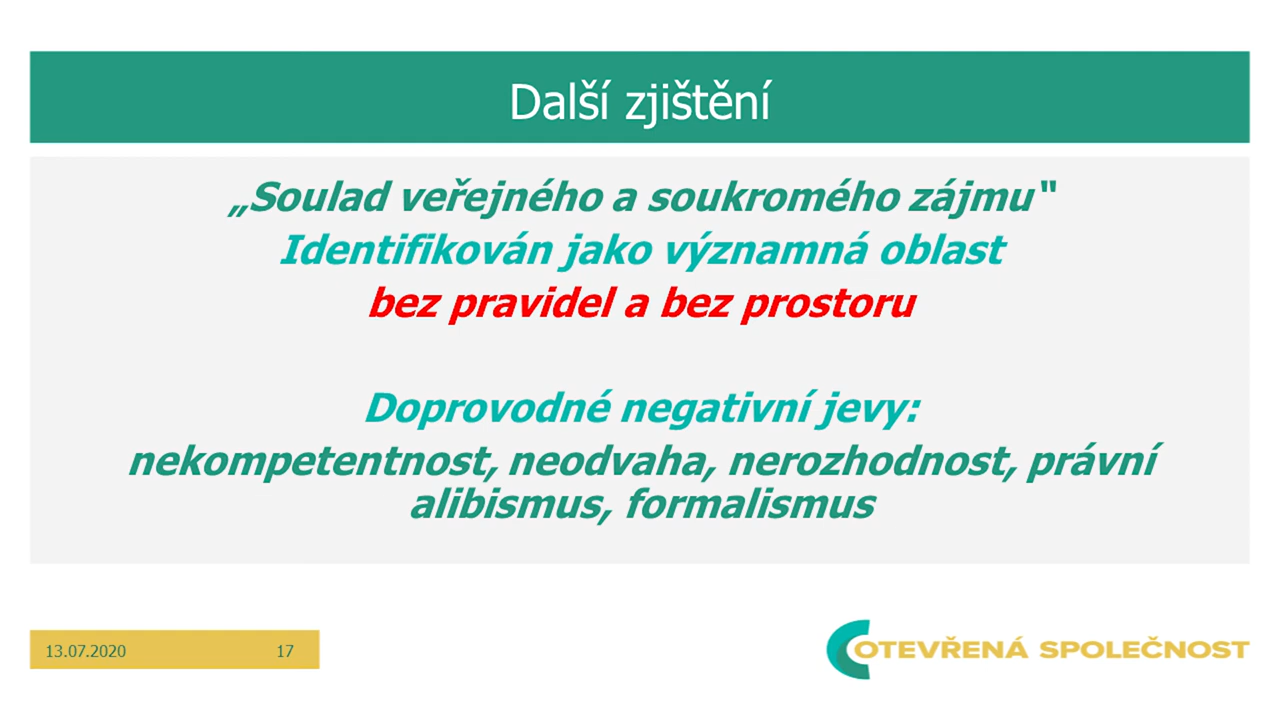 Další zjištění
„Soulad veřejného a soukromého zájmu"
Identifikován jako významná oblast
bez pravidel a bez prostoru
Doprovodné negativní jevy:
nekompetentnost, neodvaha, nerozhodnost, právní
alibismus, formalismus
13.07.2020 17
OTEVŘENÁ SPOLEČNOST